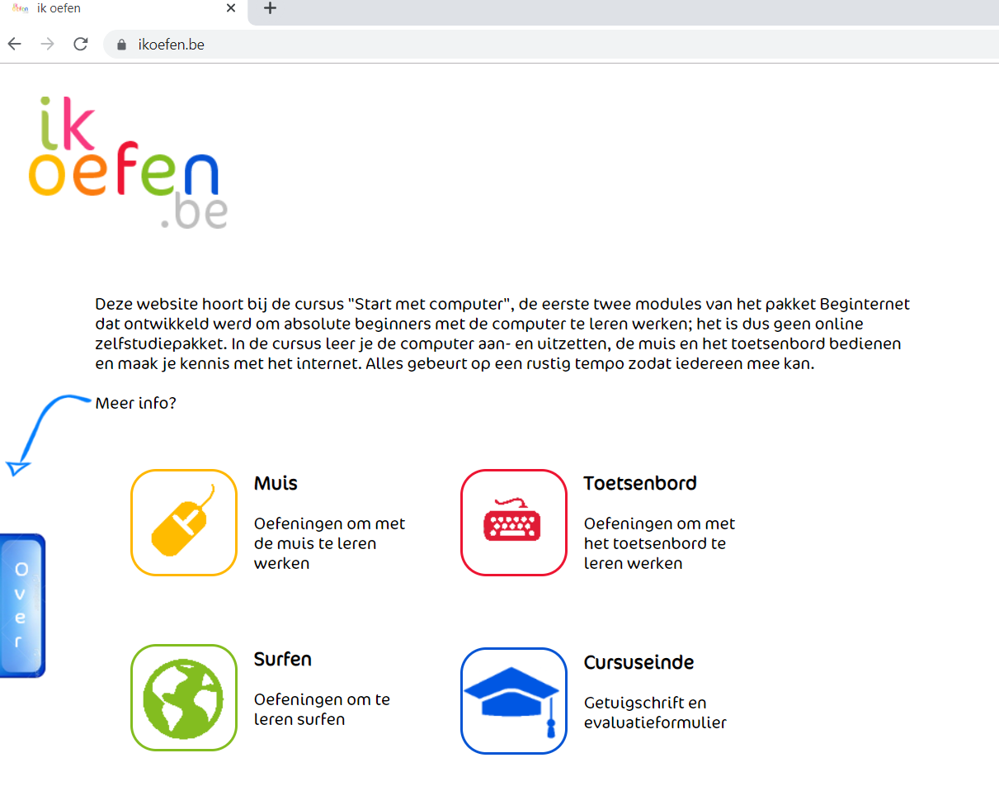 ik oefen
ikoefen.be
ik
oefen
.be
Deze website hoort bij de cursus "Start met computer", de eerste twee modules van het pakket Beginternet
dat ontwikkeld werd om absolute beginners met de computer te leren werken; het is dus geen online
zelfstudiepakket. In de cursus leer je de computer aan- en uitzetten, de muis en het toetsenbord bedienen
en maak je kennis met het internet. Alles gebeurt op een rustig tempo zodat iedereen mee kan.
Meer info?
Over
Muis
Oefeningen om met
de muis te leren
werken
Toetsenbord
Oefeningen om met
het toetsenbord te
leren werken
Surfen
Oefeningen om te
leren surfen
Cursuseinde
Getuigschrift en
evaluatieformulier